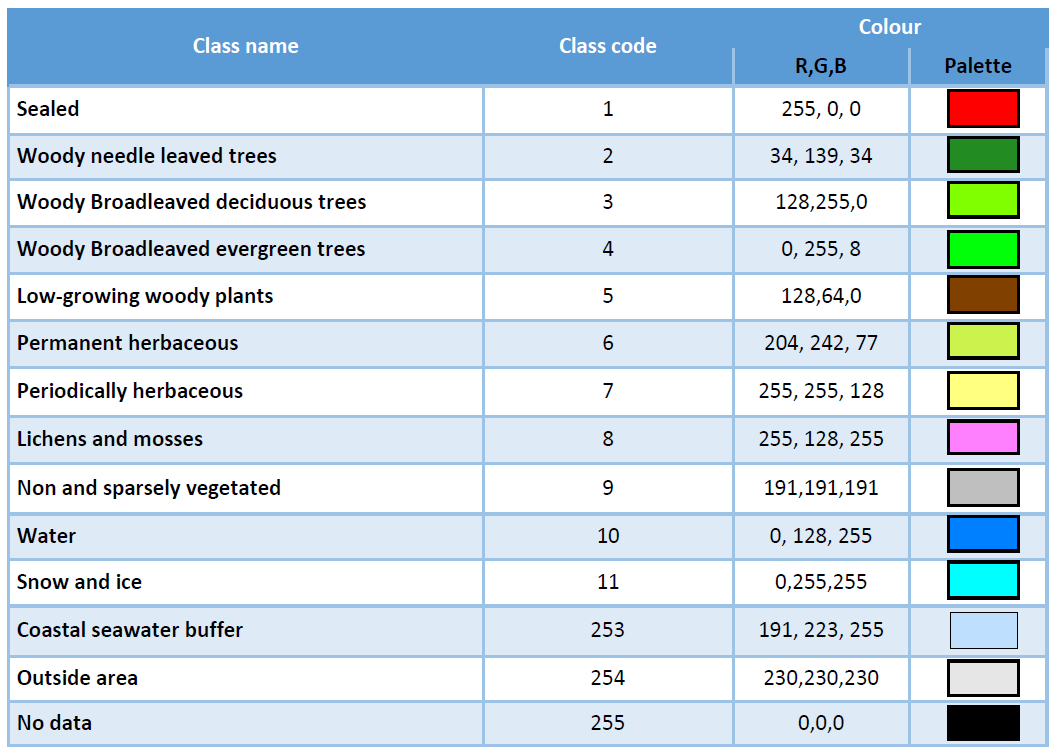 Class name Class code Colour
R,G,B Palette
Sealed 1 255, 0, 0
Woody needle leaved trees 2 34, 139, 34
Woody Broadleaved deciduous trees 3 128,255,0
Woody Broadleaved evergreen trees 4 0, 255, 8
Low-growing woody plants 5 128,64,0
Permanent herbaceous 6 204, 242, 77
Periodically herbaceous 7 255, 255, 128
Lichens and mosses 8 255, 128, 255
Non and sparsely vegetated 9 191,191,191
Water 10 0, 128, 255
Snow and ice 11 0,255,255
Coastal seawater buffer 253 191, 223, 255
Outside area 254 230,230,230
No data 255 0,0,0